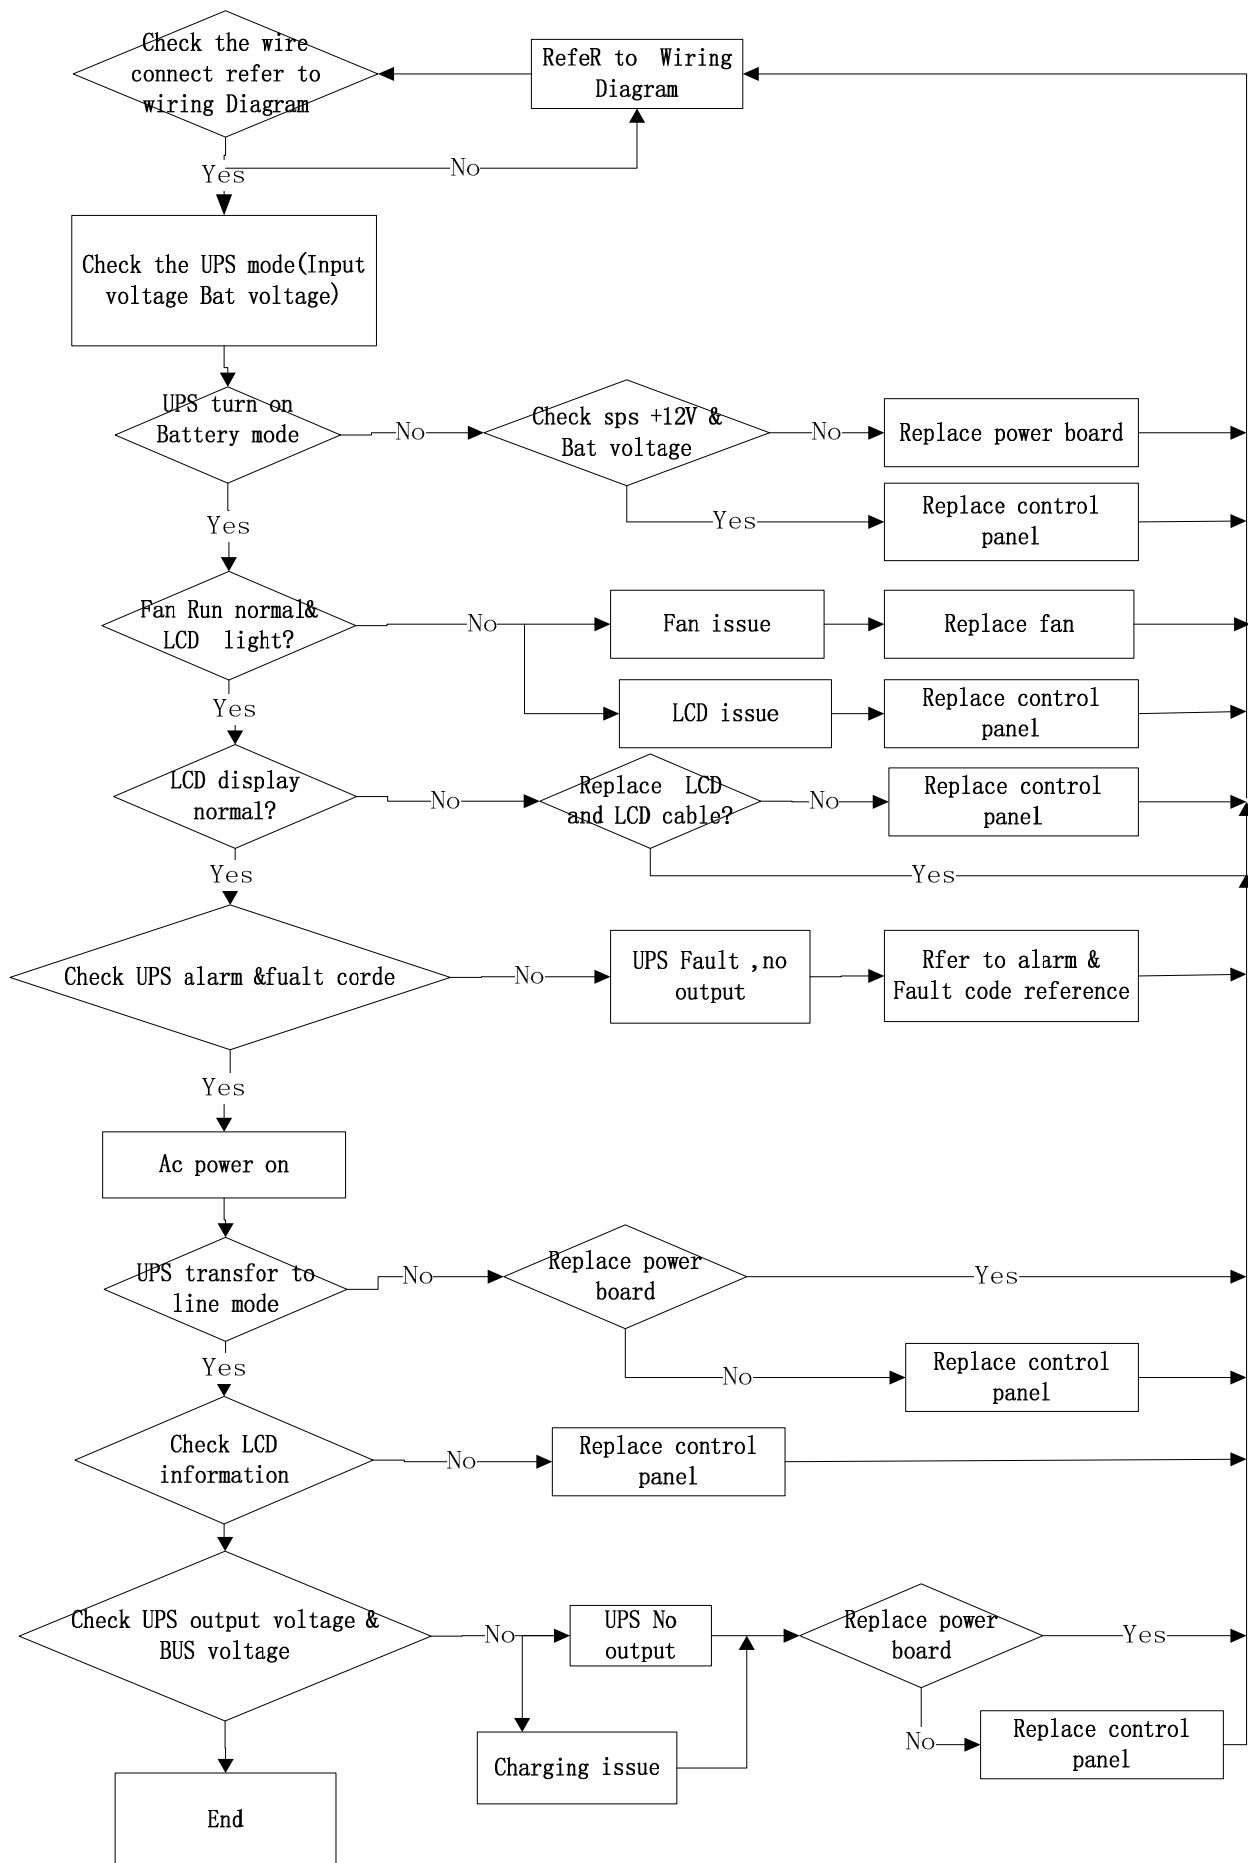 Check the wire
connect refer to
wiring Diagram
RefeR to Wiring
Diagram
Yes
No
Check the UPS mode(Input
voltage Bat voltage)
UPS turn on
Battery mode
No
Check sps +12V &
Bat voltage
No
Replace power board
Yes
Yes
Replace control
panel
Fan Run normal&
LCD light?
No
Fan issue
Replace fan
Yes
LCD issue
Replace control
panel
LCD display
normal?
No
Replace LCD
and LCD cable?
No
Replace control
panel
Yes
Yes
Check UPS alarm &fualt corde
No
UPS Fault ,no
output
Rfer to alarm &
Fault code reference
Yes
Ac power on
UPS transfor to
line mode
No
Replace power
board
Yes
Yes
No
Replace control
panel
Check LCD
information
No
Replace control
panel
Check UPS output voltage &
BUS voltage
No
UPS No
output
Replace power
board
Yes
Charging issue
No
Replace control
panel
End